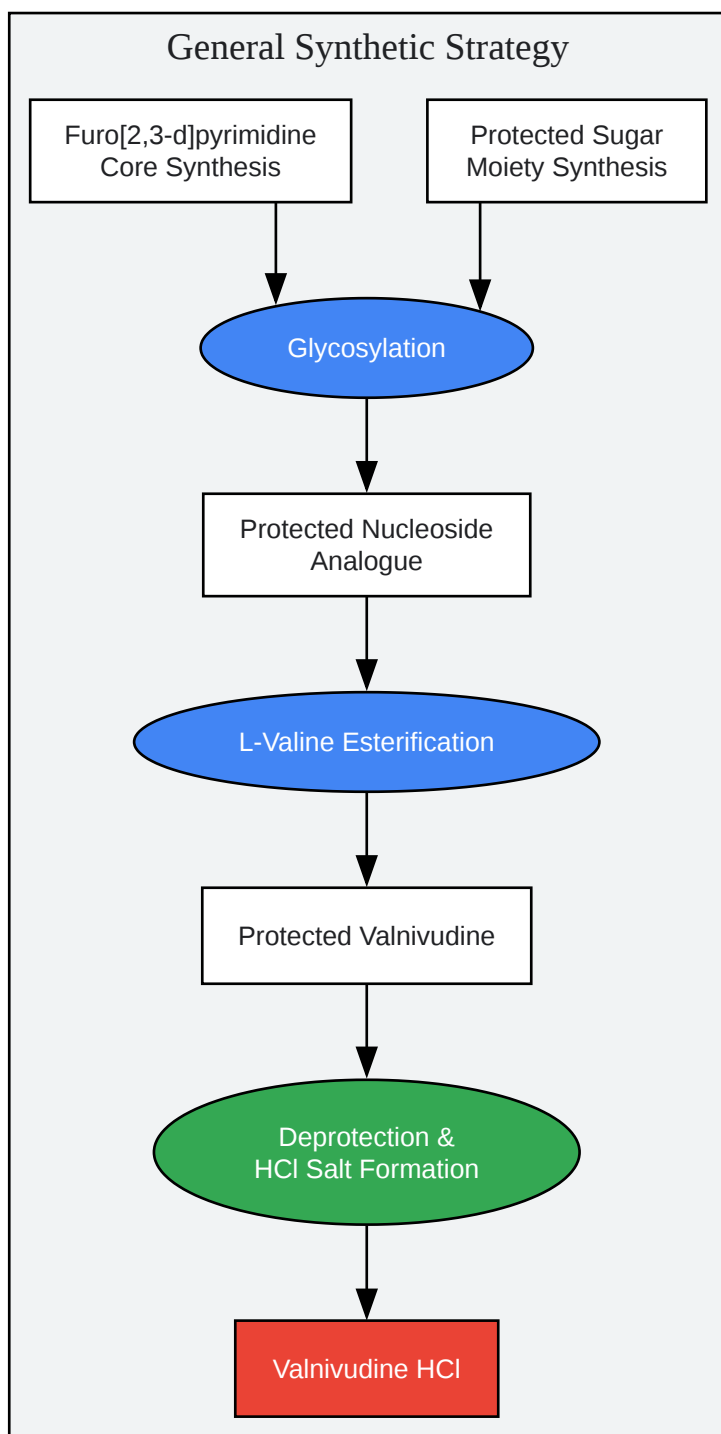 General Synthetic Strategy
Furo[2,3-d]pyrimidine
Core Synthesis
Protected Sugar
Moiety Synthesis
Glycosylation
Protected Nucleoside
Analogue
L-Valine Esterification
Protected Valnivudine
Deprotection &
HCl Salt Formation
Valnivudine HCl